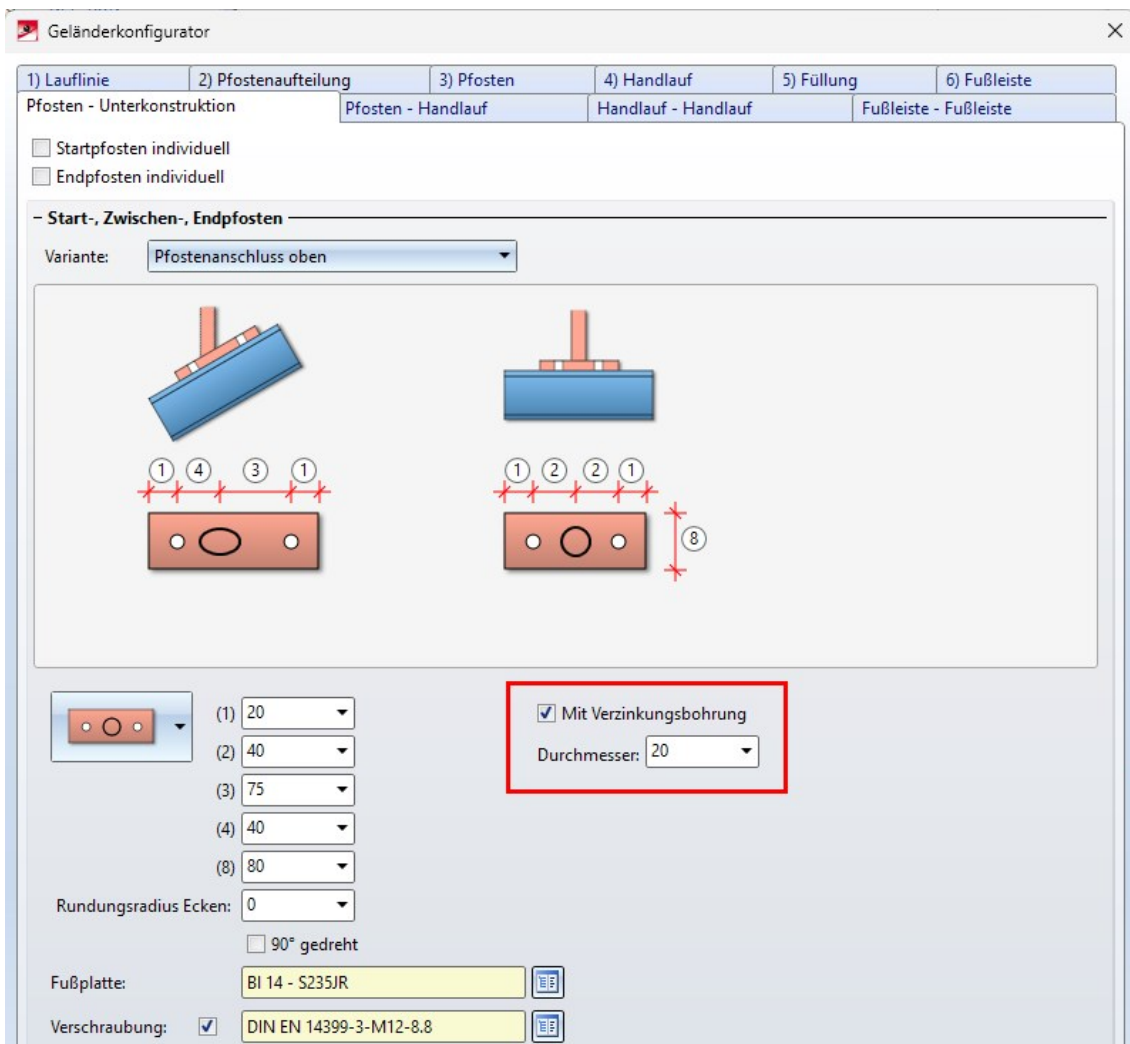 Geländerkonfigurator
1) Lauflinie 2) Pfostenaufteilung 3) Pfosten 4) Handlauf 5) Füllung 6) Fußleiste
Pfosten - Unterkonstruktion Pfosten - Handlauf Handlauf - Handlauf Fußleiste - Fußleiste
Startpfosten individuell
Endpfosten individuell
Start-, Zwischen-, Endpfosten
Variante: Pfostenanschluss oben
1 4 3 1 1 2 2 1
8
(1) 20 Mit Verzinkungsbohrung
(2) 40 Durchmesser: 20
(3) 75
(4) 40
(8) 80
Rundungsradius Ecken: 0
90° gedreht
Fußplatte: Bl 14 - S235JR
Verschraubung: DIN EN 14399-3-M12-8.8